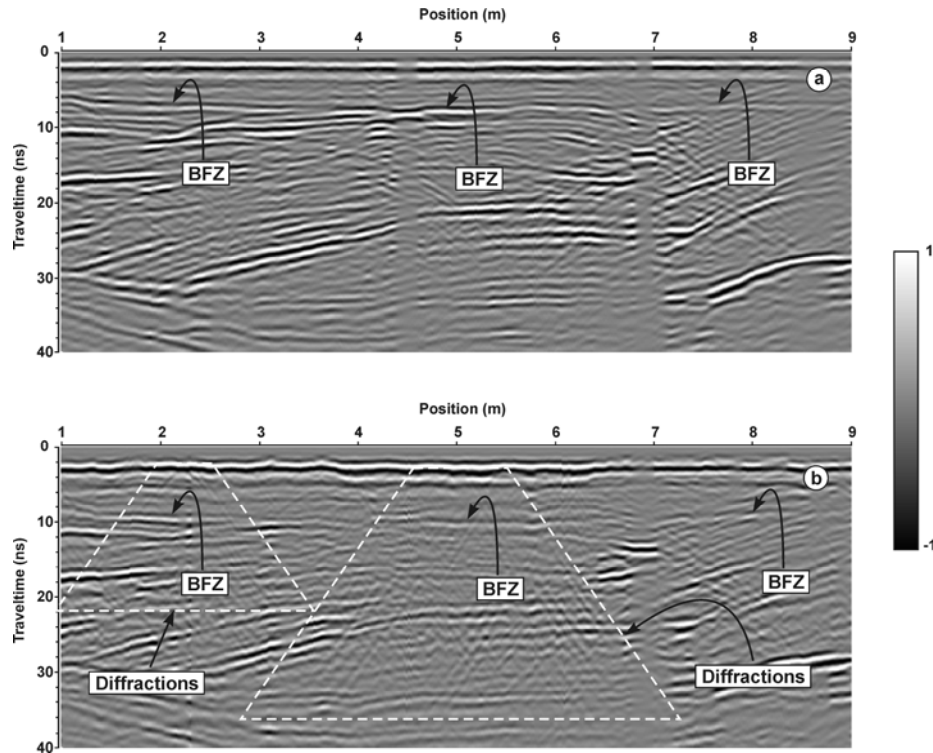 Position (m)
1 2 3 4 5 6 7 8 9
0
10
20
30
40
Traveltime (ns)
a
BFZ
BFZ
BFZ
1
-1
Position (m)
1 2 3 4 5 6 7 8 9
0
10
20
30
40
Traveltime (ns)
b
BFZ
BFZ
BFZ
Diffractions
Diffractions